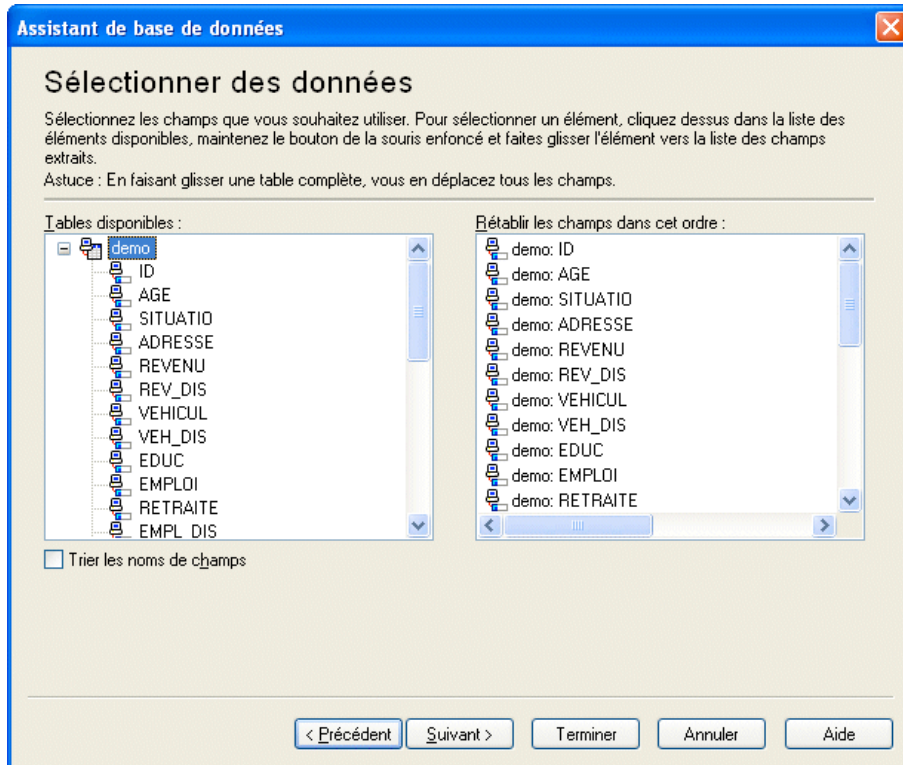 Assistant de base de données
Sélectionner des données
Sélectionnez les champs que vous souhaitez utiliser. Pour sélectionner un élément, cliquez dessus dans la liste des
éléments disponibles, maintenez le bouton de la souris enfoncé et faites glisser l'élément vers la liste des champs
extraits.
Astuce : En faisant glisser une table complète, vous en déplacez tous les champs.
Tables disponibles :
demo
ID
AGE
SITUATIO
ADRESSE
REVENU
REV_DIS
VEHICUL
VEH_DIS
EDUC
EMPLOI
RETRAITE
EMPL_DIS
Trier les noms de champs
Rétablir les champs dans cet ordre :
demo: ID
demo: AGE
demo: SITUATIO
demo: ADRESSE
demo: REVENU
demo: REV_DIS
demo: VEHICUL
demo: VEH_DIS
demo: EDUC
demo: EMPLOI
demo: RETRAITE
< Précédent
Suivant >
Terminer
Annuler
Aide